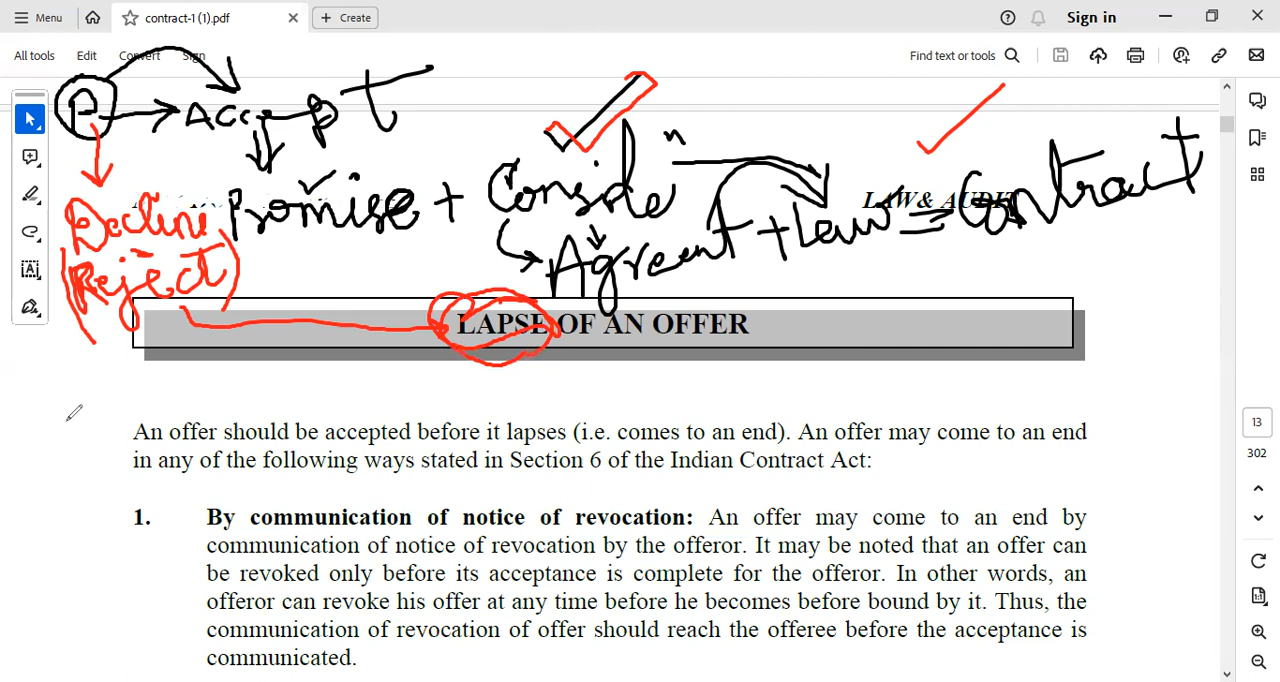 Menu contract-1 (1).pdf Create Sign in
All tools Edit Convert Sign Find text or tools
P → Accept
Decline Promise + Consider n LAW& AUDIT
(Reject) Agreement + Law = Contract
LAPSE OF AN OFFER
An offer should be accepted before it lapses (i.e. comes to an end). An offer may come to an end
in any of the following ways stated in Section 6 of the Indian Contract Act:
1. By communication of notice of revocation: An offer may come to an end by
communication of notice of revocation by the offeror. It may be noted that an offer can
be revoked only before its acceptance is complete for the offeror. In other words, an
offeror can revoke his offer at any time before he becomes before bound by it. Thus, the
communication of revocation of offer should reach the offeree before the acceptance is
communicated.
13
302